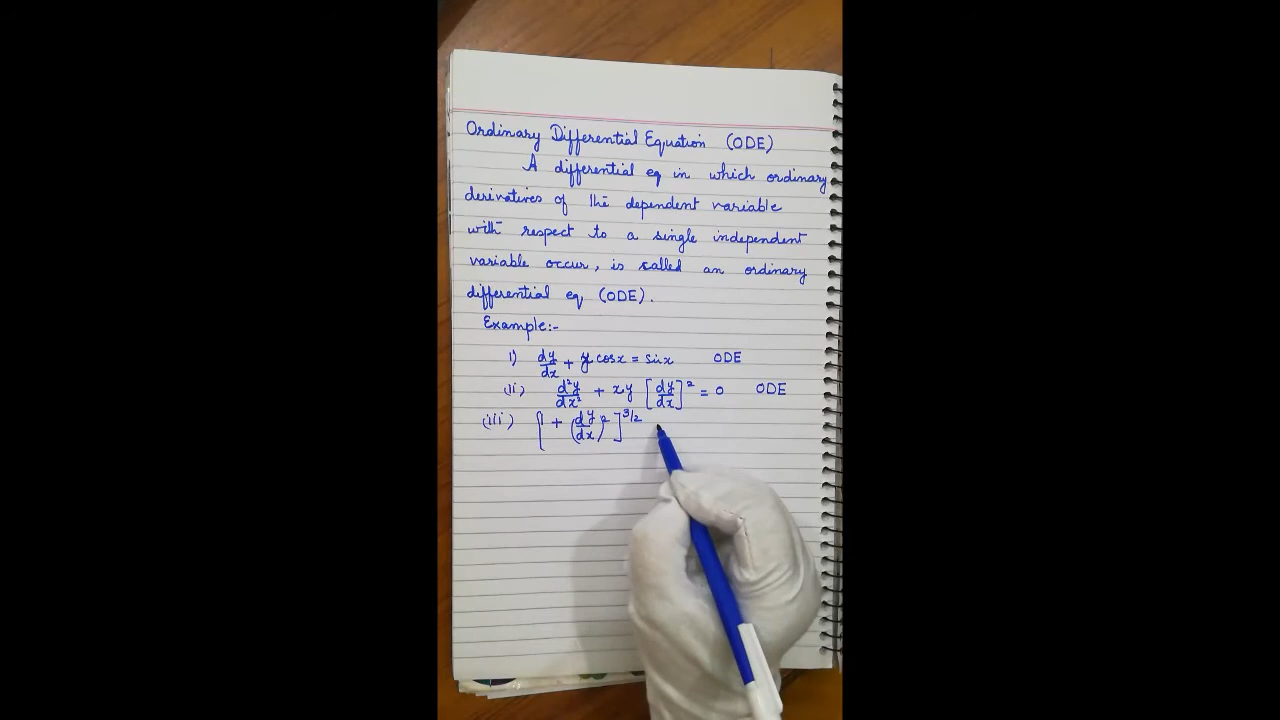 Ordinary Differential Equation (ODE)
A differential eq in which ordinary
derivatives of the dependent variable
with respect to a single independent
variable occur, is called an ordinary
differential eq (ODE).
Example:-
i) dy/dx + y cosx = sinx ODE
(ii) d²y/dx² + xy [dy/dx]² = 0 ODE
(iii) [1 + (dy/dx)²]^3/2